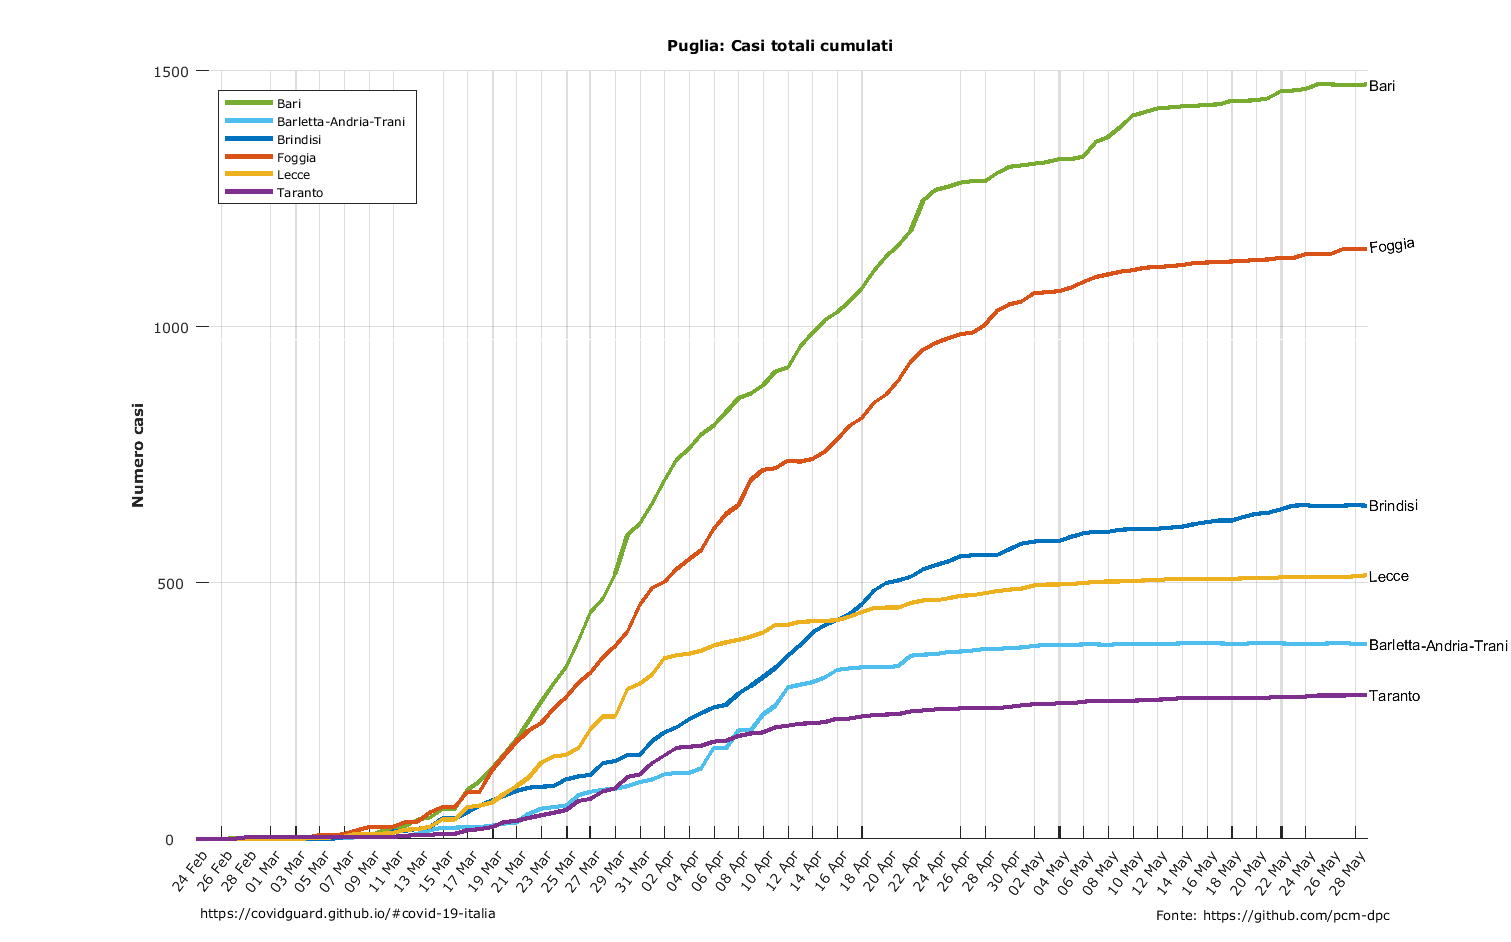 Puglia: Casi totali cumulati
1500
1000
500
0
Numero casi
Bari
Barletta-Andria-Trani
Brindisi
Foggia
Lecce
Taranto
Bari
Foggia
Brindisi
Lecce
Barletta-Andria-Trani
Taranto
24 Feb
26 Feb
28 Feb
01 Mar
03 Mar
05 Mar
07 Mar
09 Mar
11 Mar
13 Mar
15 Mar
17 Mar
19 Mar
21 Mar
23 Mar
25 Mar
27 Mar
29 Mar
31 Mar
02 Apr
04 Apr
06 Apr
08 Apr
10 Apr
12 Apr
14 Apr
16 Apr
18 Apr
20 Apr
22 Apr
24 Apr
26 Apr
28 Apr
30 Apr
02 May
04 May
06 May
08 May
10 May
12 May
14 May
16 May
18 May
20 May
22 May
24 May
26 May
28 May
https://covidguard.github.io/#covid-19-italia
Fonte: https://github.com/pcm-dpc